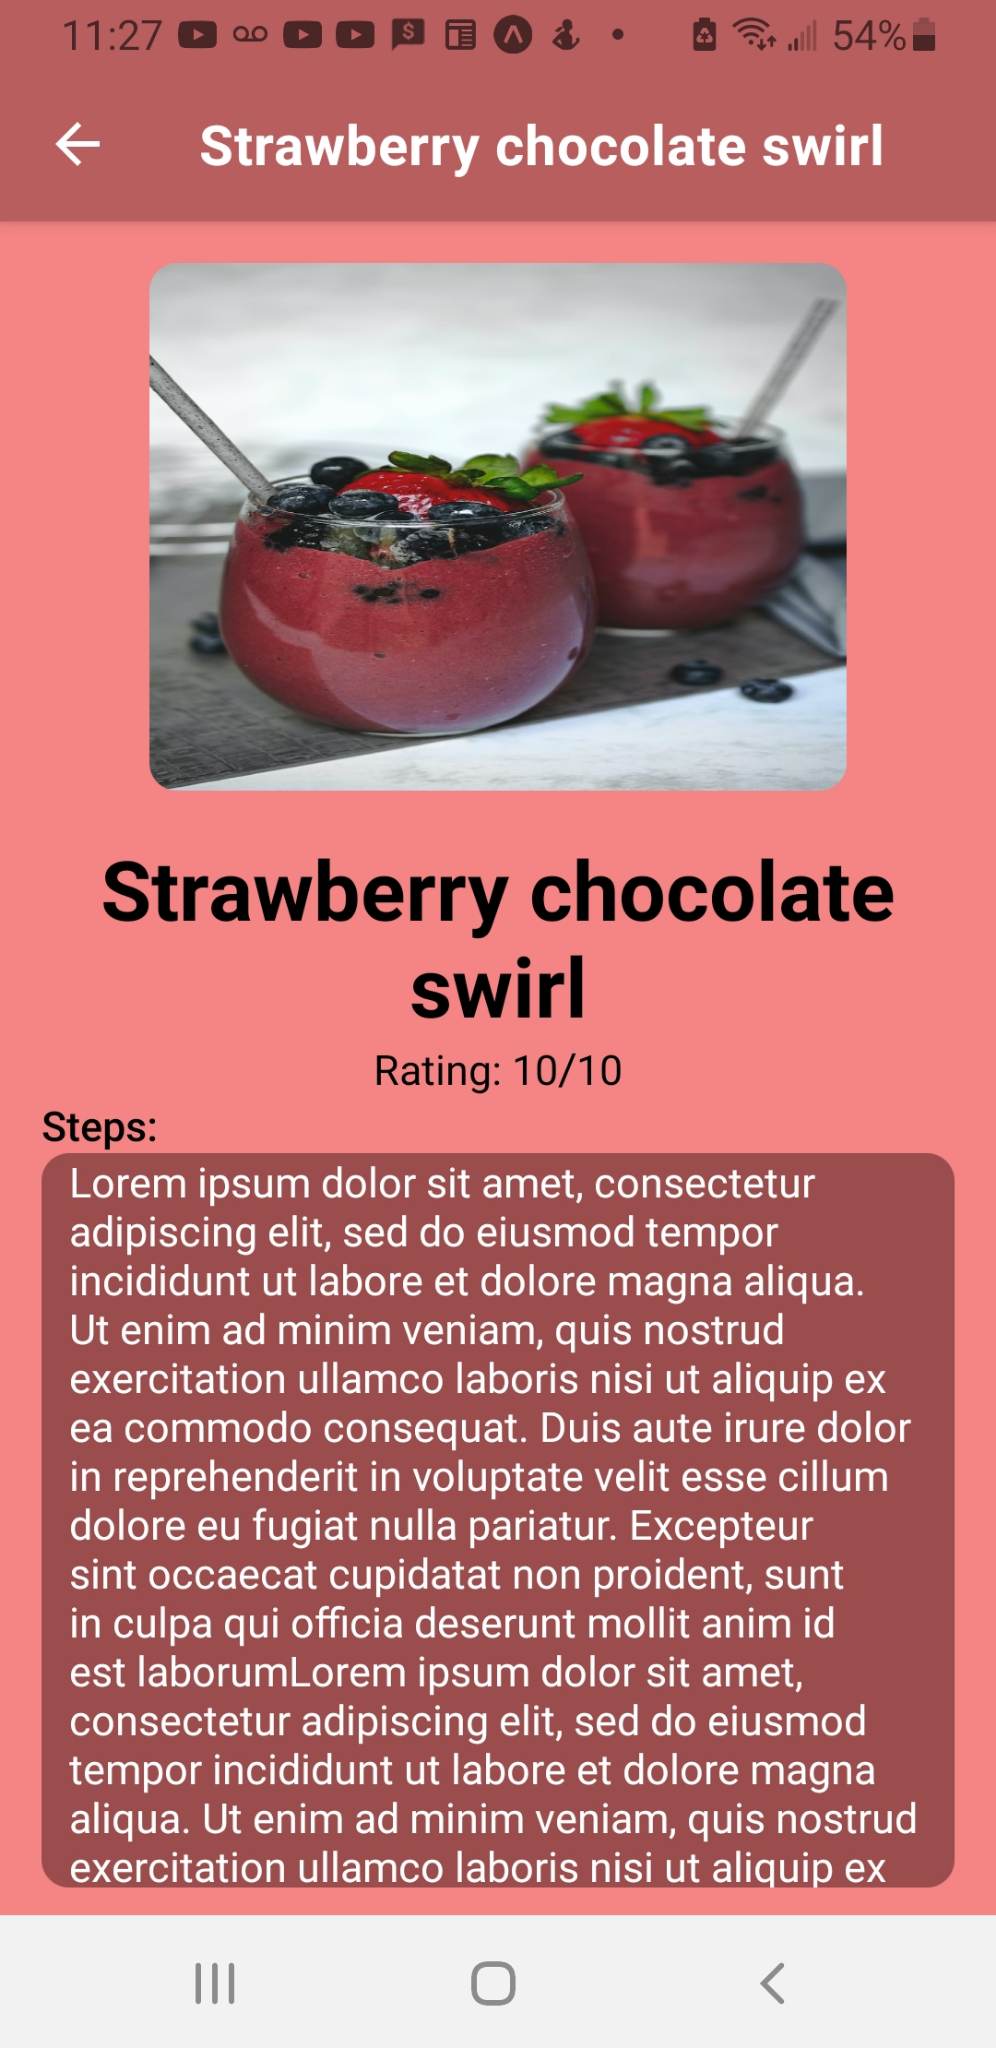 11:27
54%
Strawberry chocolate swirl
Strawberry chocolate
swirl
Rating: 10/10
Steps:
Lorem ipsum dolor sit amet, consectetur
adipiscing elit, sed do eiusmod tempor
incididunt ut labore et dolore magna aliqua.
Ut enim ad minim veniam, quis nostrud
exercitation ullamco laboris nisi ut aliquip ex
ea commodo consequat. Duis aute irure dolor
in reprehenderit in voluptate velit esse cillum
dolore eu fugiat nulla pariatur. Excepteur
sint occaecat cupidatat non proident, sunt
in culpa qui officia deserunt mollit anim id
est laborumLorem ipsum dolor sit amet,
consectetur adipiscing elit, sed do eiusmod
tempor incididunt ut labore et dolore magna
aliqua. Ut enim ad minim veniam, quis nostrud
exercitation ullamco laboris nisi ut aliquip ex